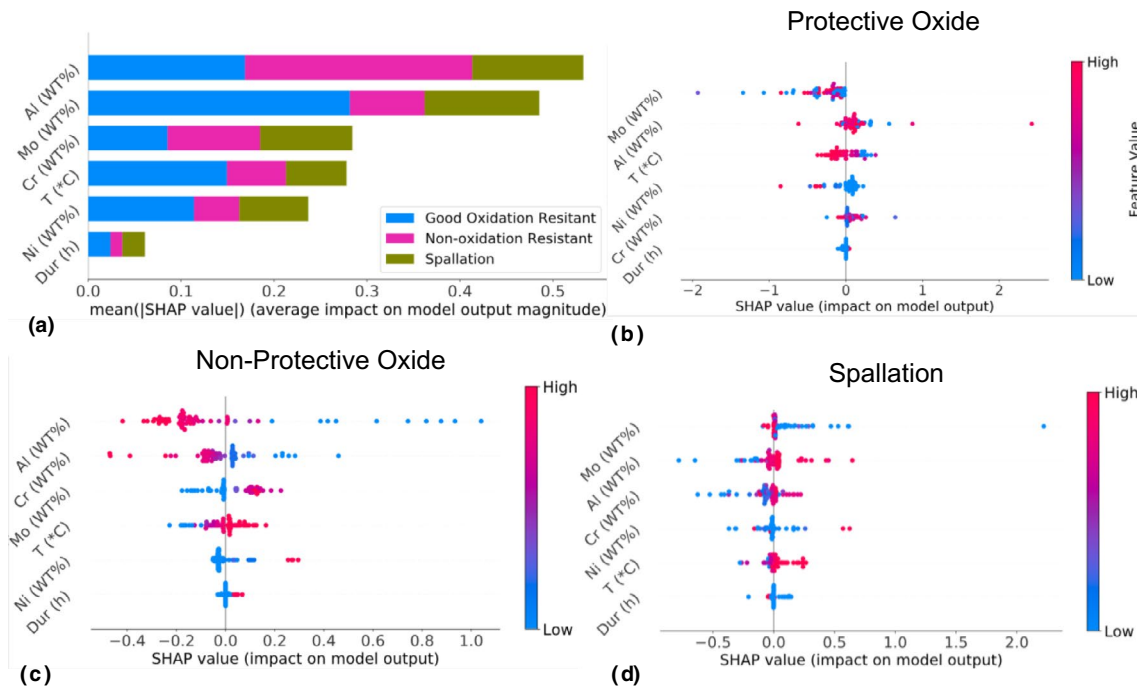 Al (WT%)
Mo (WT%)
Cr (WT%)
T (*C)
Ni (WT%)
Dur (h)
Good Oxidation Resitant
Non-oxidation Resistant
Spallation
0.0 0.1 0.2 0.3 0.4 0.5
mean(|SHAP value|) (average impact on model output magnitude)
(a)
Protective Oxide
Mo (WT%)
Al (WT%)
T (*C)
Ni (WT%)
Cr (WT%)
Dur (h)
−2 −1 0 1 2
SHAP value (impact on model output)
High
Feature Value
Low
(b)
Non-Protective Oxide
Al (WT%)
Cr (WT%)
Mo (WT%)
T (*C)
Ni (WT%)
Dur (h)
−0.4 −0.2 0.0 0.2 0.4 0.6 0.8 1.0
SHAP value (impact on model output)
High
Low
(c)
Spallation
Mo (WT%)
Al (WT%)
Cr (WT%)
Ni (WT%)
T (*C)
Dur (h)
−0.5 0.0 0.5 1.0 1.5 2.0
SHAP value (impact on model output)
High
Low
(d)